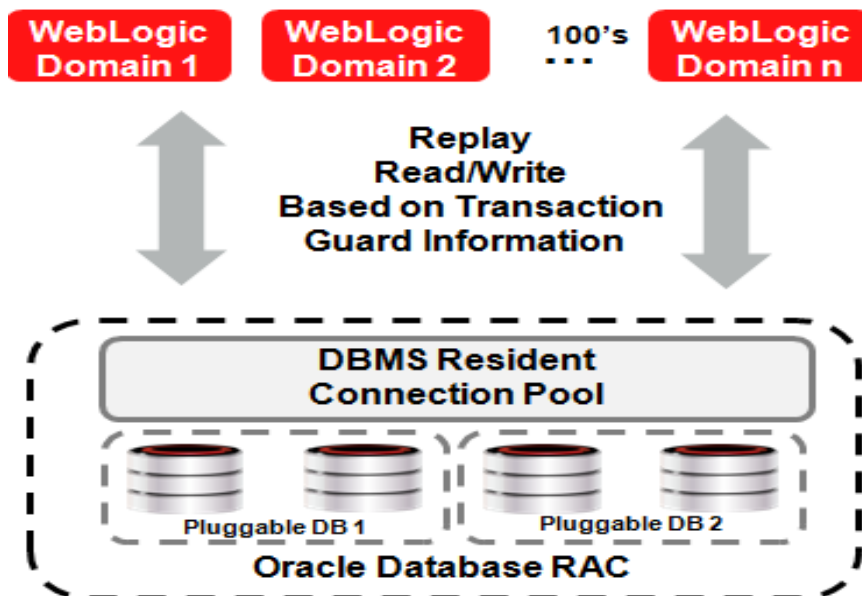 WebLogic
Domain 1
WebLogic
Domain 2
100's
...
WebLogic
Domain n
Replay
Read/Write
Based on Transaction
Guard Information
DBMS Resident
Connection Pool
Pluggable DB 1
Pluggable DB 2
Oracle Database RAC